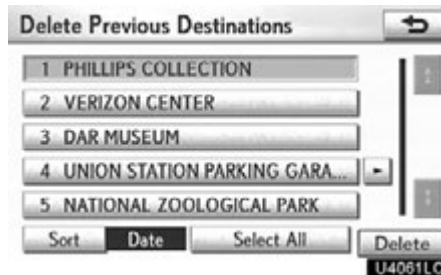 Delete Previous Destinations
1 PHILLIPS COLLECTION
2 VERIZON CENTER
3 DAR MUSEUM
4 UNION STATION PARKING GARA...
5 NATIONAL ZOOLOGICAL PARK
Sort Date Select All Delete
U4061LC